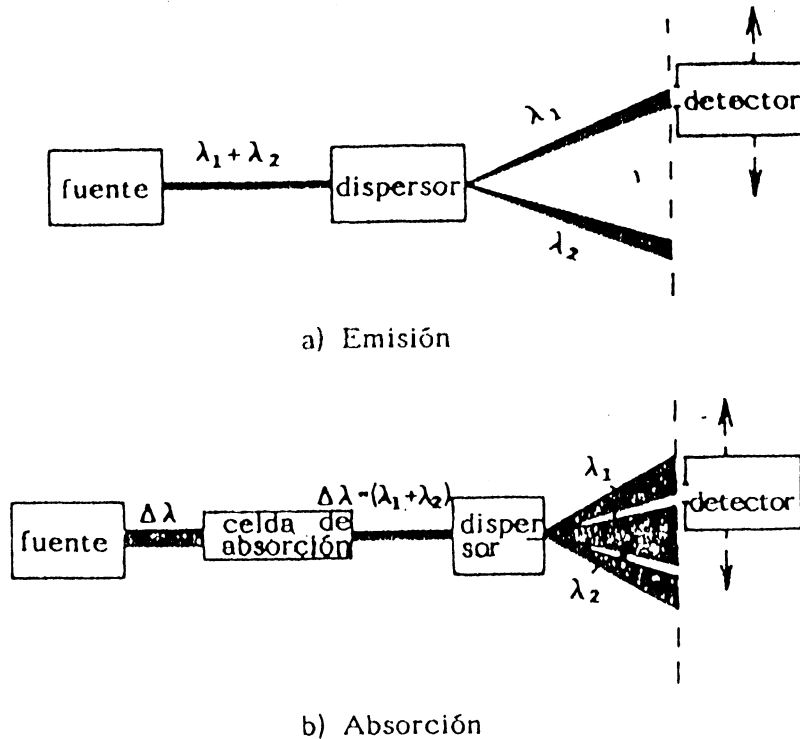 λ1
detector
λ1 + λ2
fuente
dispersor
λ2
a) Emisión
λ1
Δλ-(λ1+λ2)
Δλ
detector
fuente
celda de
absorción
disper
sor
λ2
b) Absorción